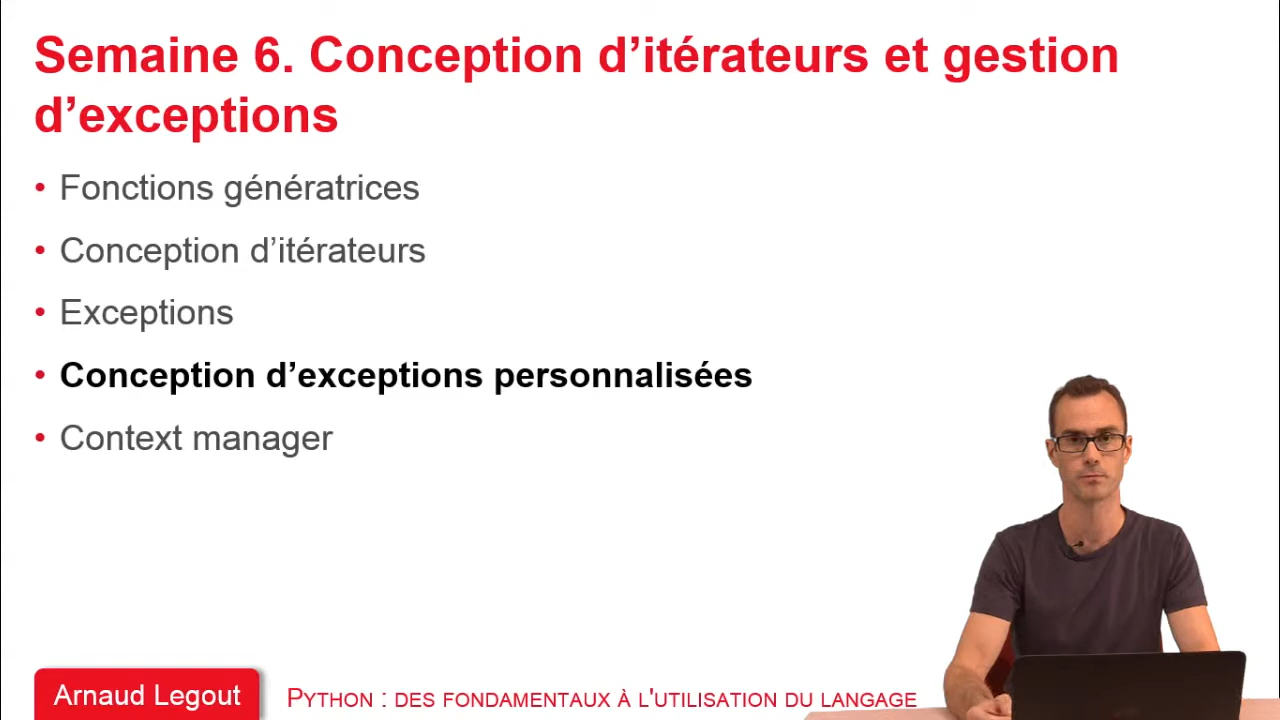 Semaine 6. Conception d’itérateurs et gestion
d’exceptions
• Fonctions génératrices
• Conception d’itérateurs
• Exceptions
• Conception d’exceptions personnalisées
• Context manager
Arnaud Legout
PYTHON : DES FONDAMENTAUX À L'UTILISATION DU LANGAGE